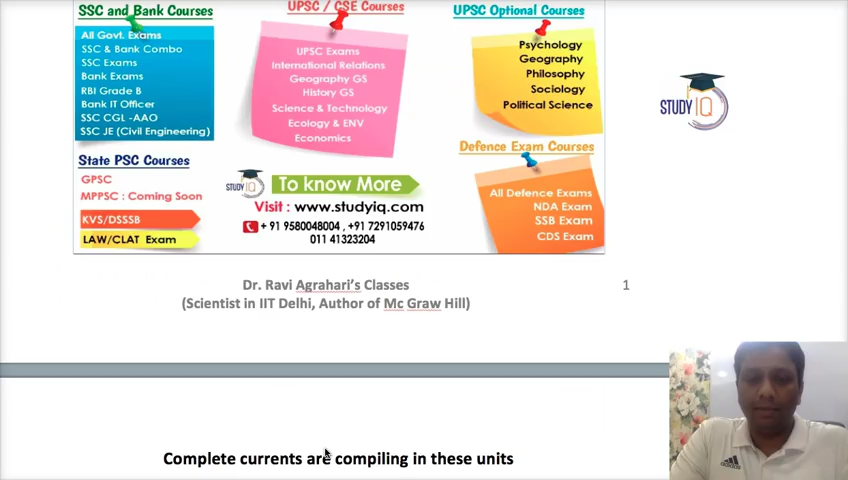 SSC and Bank Courses
All Govt. Exams
SSC & Bank Combo
SSC Exams
Bank Exams
RBI Grade B
Bank IT Officer
SSC CGL -AAO
SSC JE (Civil Engineering)
UPSC / CSE Courses
UPSC Exams
International Relations
Geography GS
History GS
Science & Technology
Ecology & ENV
Economics
UPSC Optional Courses
Psychology
Geography
Philosophy
Sociology
Political Science
STUDY IQ
State PSC Courses
GPSC
MPPSC : Coming Soon
KVS/DSSSB
LAW/CLAT Exam
STUDY IQ
To know More
Visit : www.studyiq.com
+ 91 9580048004, +91 7291059476
011 41323204
Defence Exam Courses
All Defence Exams
NDA Exam
SSB Exam
CDS Exam
Dr. Ravi Agrahari's Classes
1
(Scientist in IIT Delhi, Author of Mc Graw Hill)
Complete currents are compiling in these units
adidas